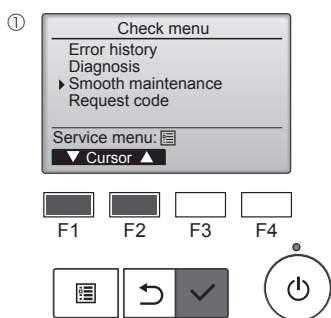 ①
Check menu
Error history
Diagnosis
Smooth maintenance
Request code
Service menu:
▼ Cursor ▲
F1 F2 F3 F4